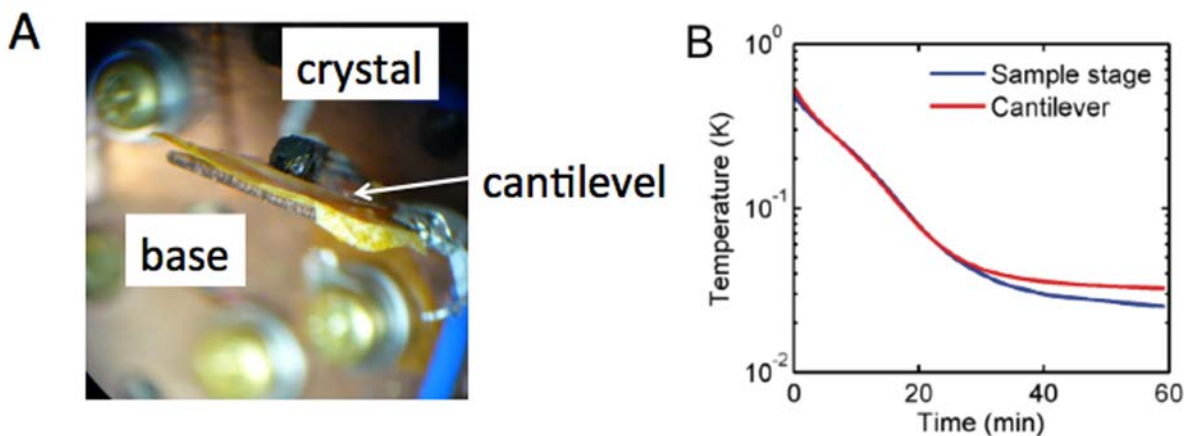 A
crystal
cantilevel
base
B
Sample stage
Cantilever
Temperature (K)
10⁰
10⁻¹
10⁻²
0
20
40
60
Time (min)